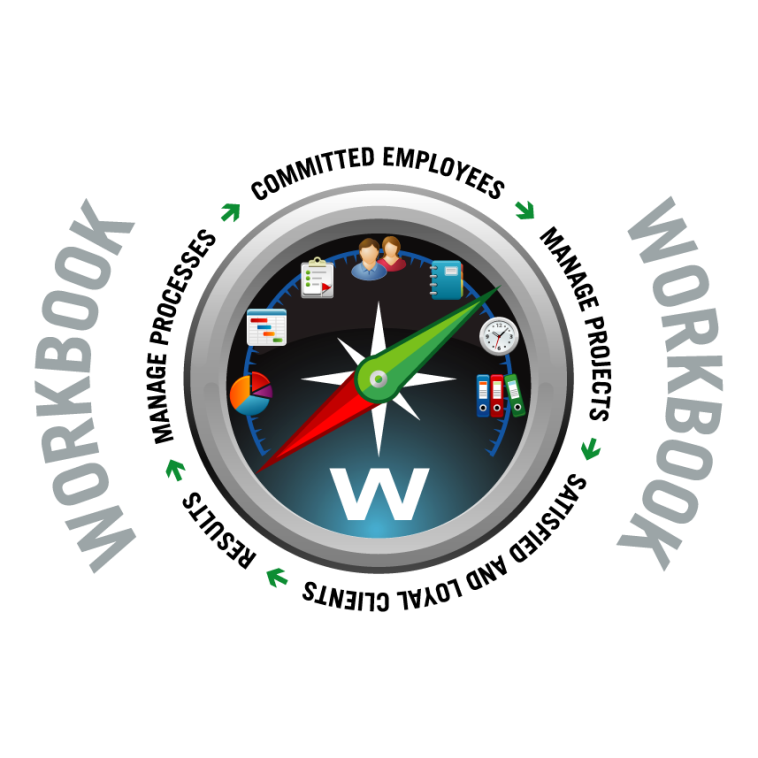 WORKBOOK
COMMITTED EMPLOYEES
MANAGE PROJECTS
SATISFIED AND LOYAL CLIENTS
RESULTS
MANAGE PROCESSES
W
WORKBOOK